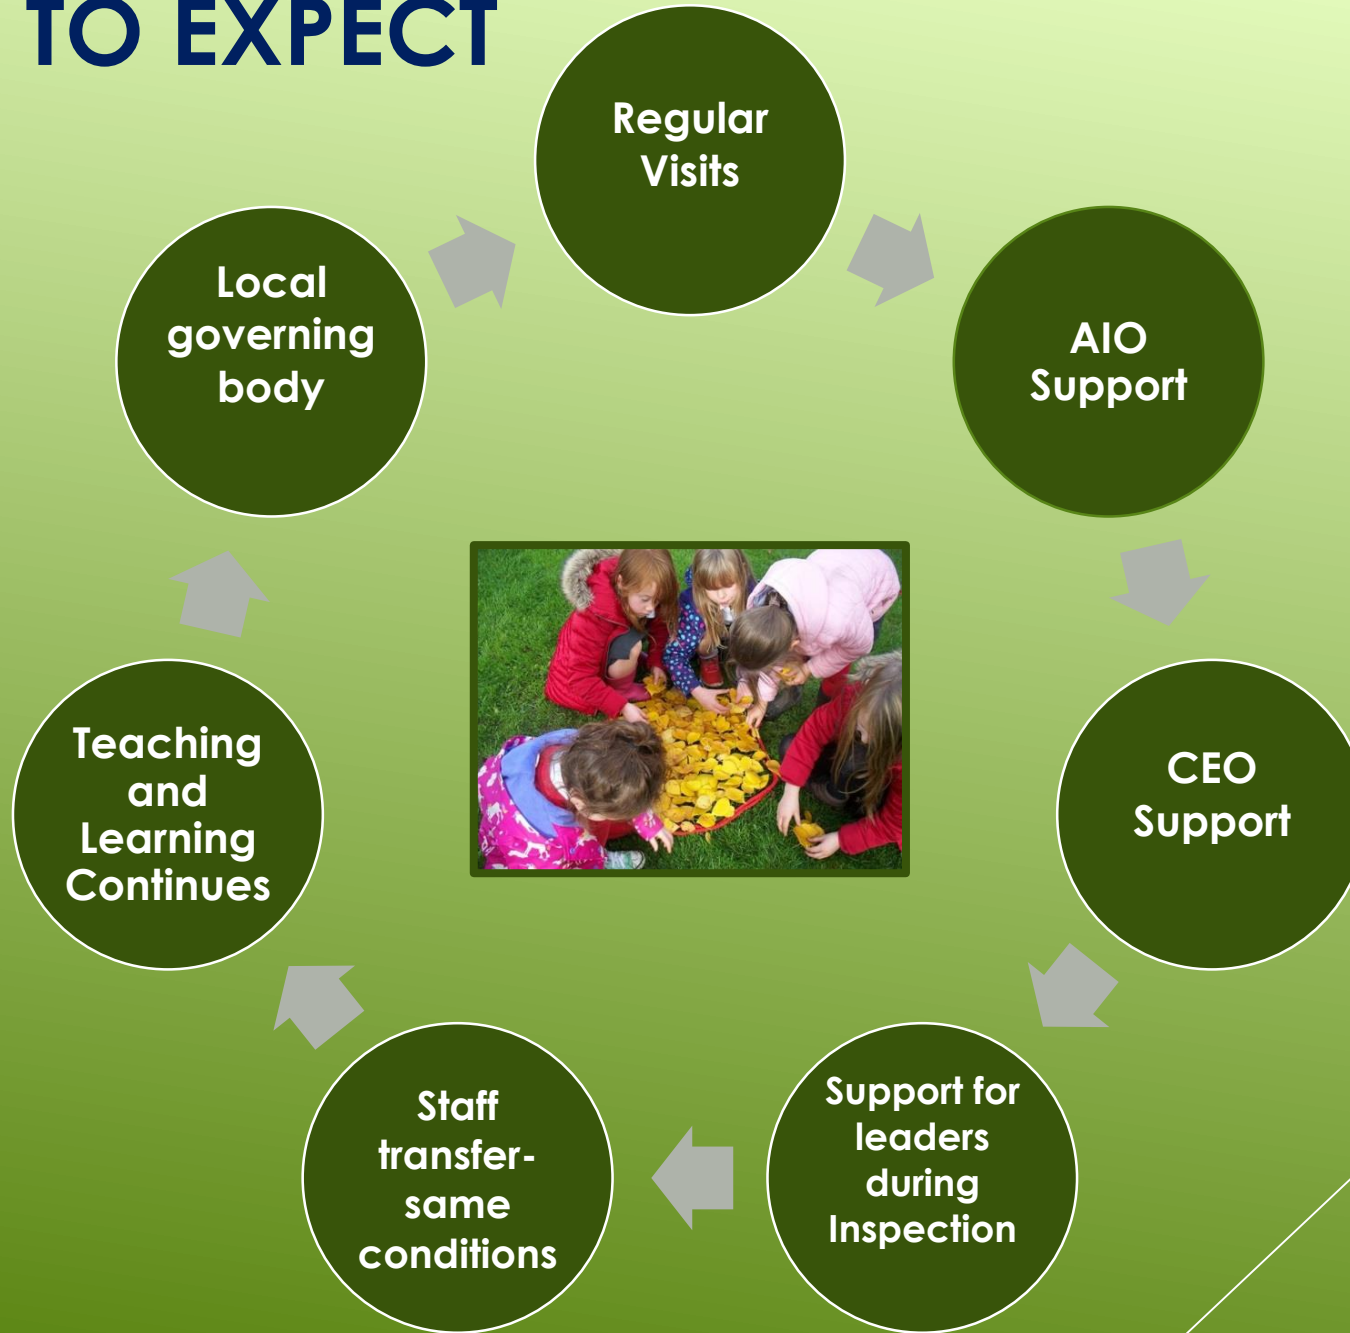 TO EXPECT
Regular
Visits
AIO
Support
CEO
Support
Support for
leaders
during
Inspection
Staff
transfer-
same
conditions
Teaching
and
Learning
Continues
Local
governing
body